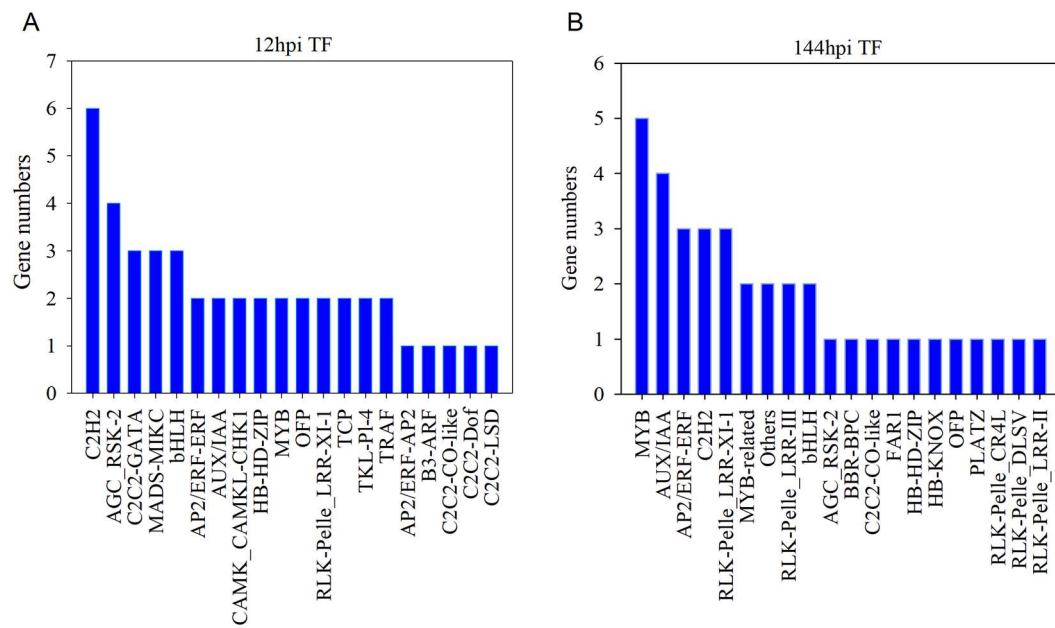 A
12hpi TF
Gene numbers
7
6
5
4
3
2
1
0
C2H2
AGC_RSK-2
C2C2-GATA
MADS-MIKC
bHLH
AP2/ERF-ERF
AUX/IAA
CAMK_CAMKL-CHK1
HB-HD-ZIP
MYB
OFP
RLK-Pelle_LRR-XI-1
TCP
TKL-Pl-4
TRAF
AP2/ERF-AP2
B3-ARF
C2C2-CO-like
C2C2-Dof
C2C2-LSD
B
144hpi TF
Gene numbers
6
5
4
3
2
1
0
MYB
AUX/IAA
AP2/ERF-ERF
C2H2
RLK-Pelle_LRR-XI-1
MYB-related
Others
RLK-Pelle_LRR-III
bHLH
AGC_RSK-2
BBR-BPC
C2C2-CO-like
FAR1
HB-HD-ZIP
HB-KNOX
OFP
PLATZ
RLK-Pelle_CR4L
RLK-Pelle_DLSV
RLK-Pelle_LRR-II